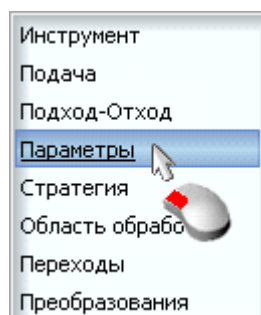 Инструмент
Подача
Подход-Отход
Параметры
Стратегия
Область обрабо
Переходы
Преобразования